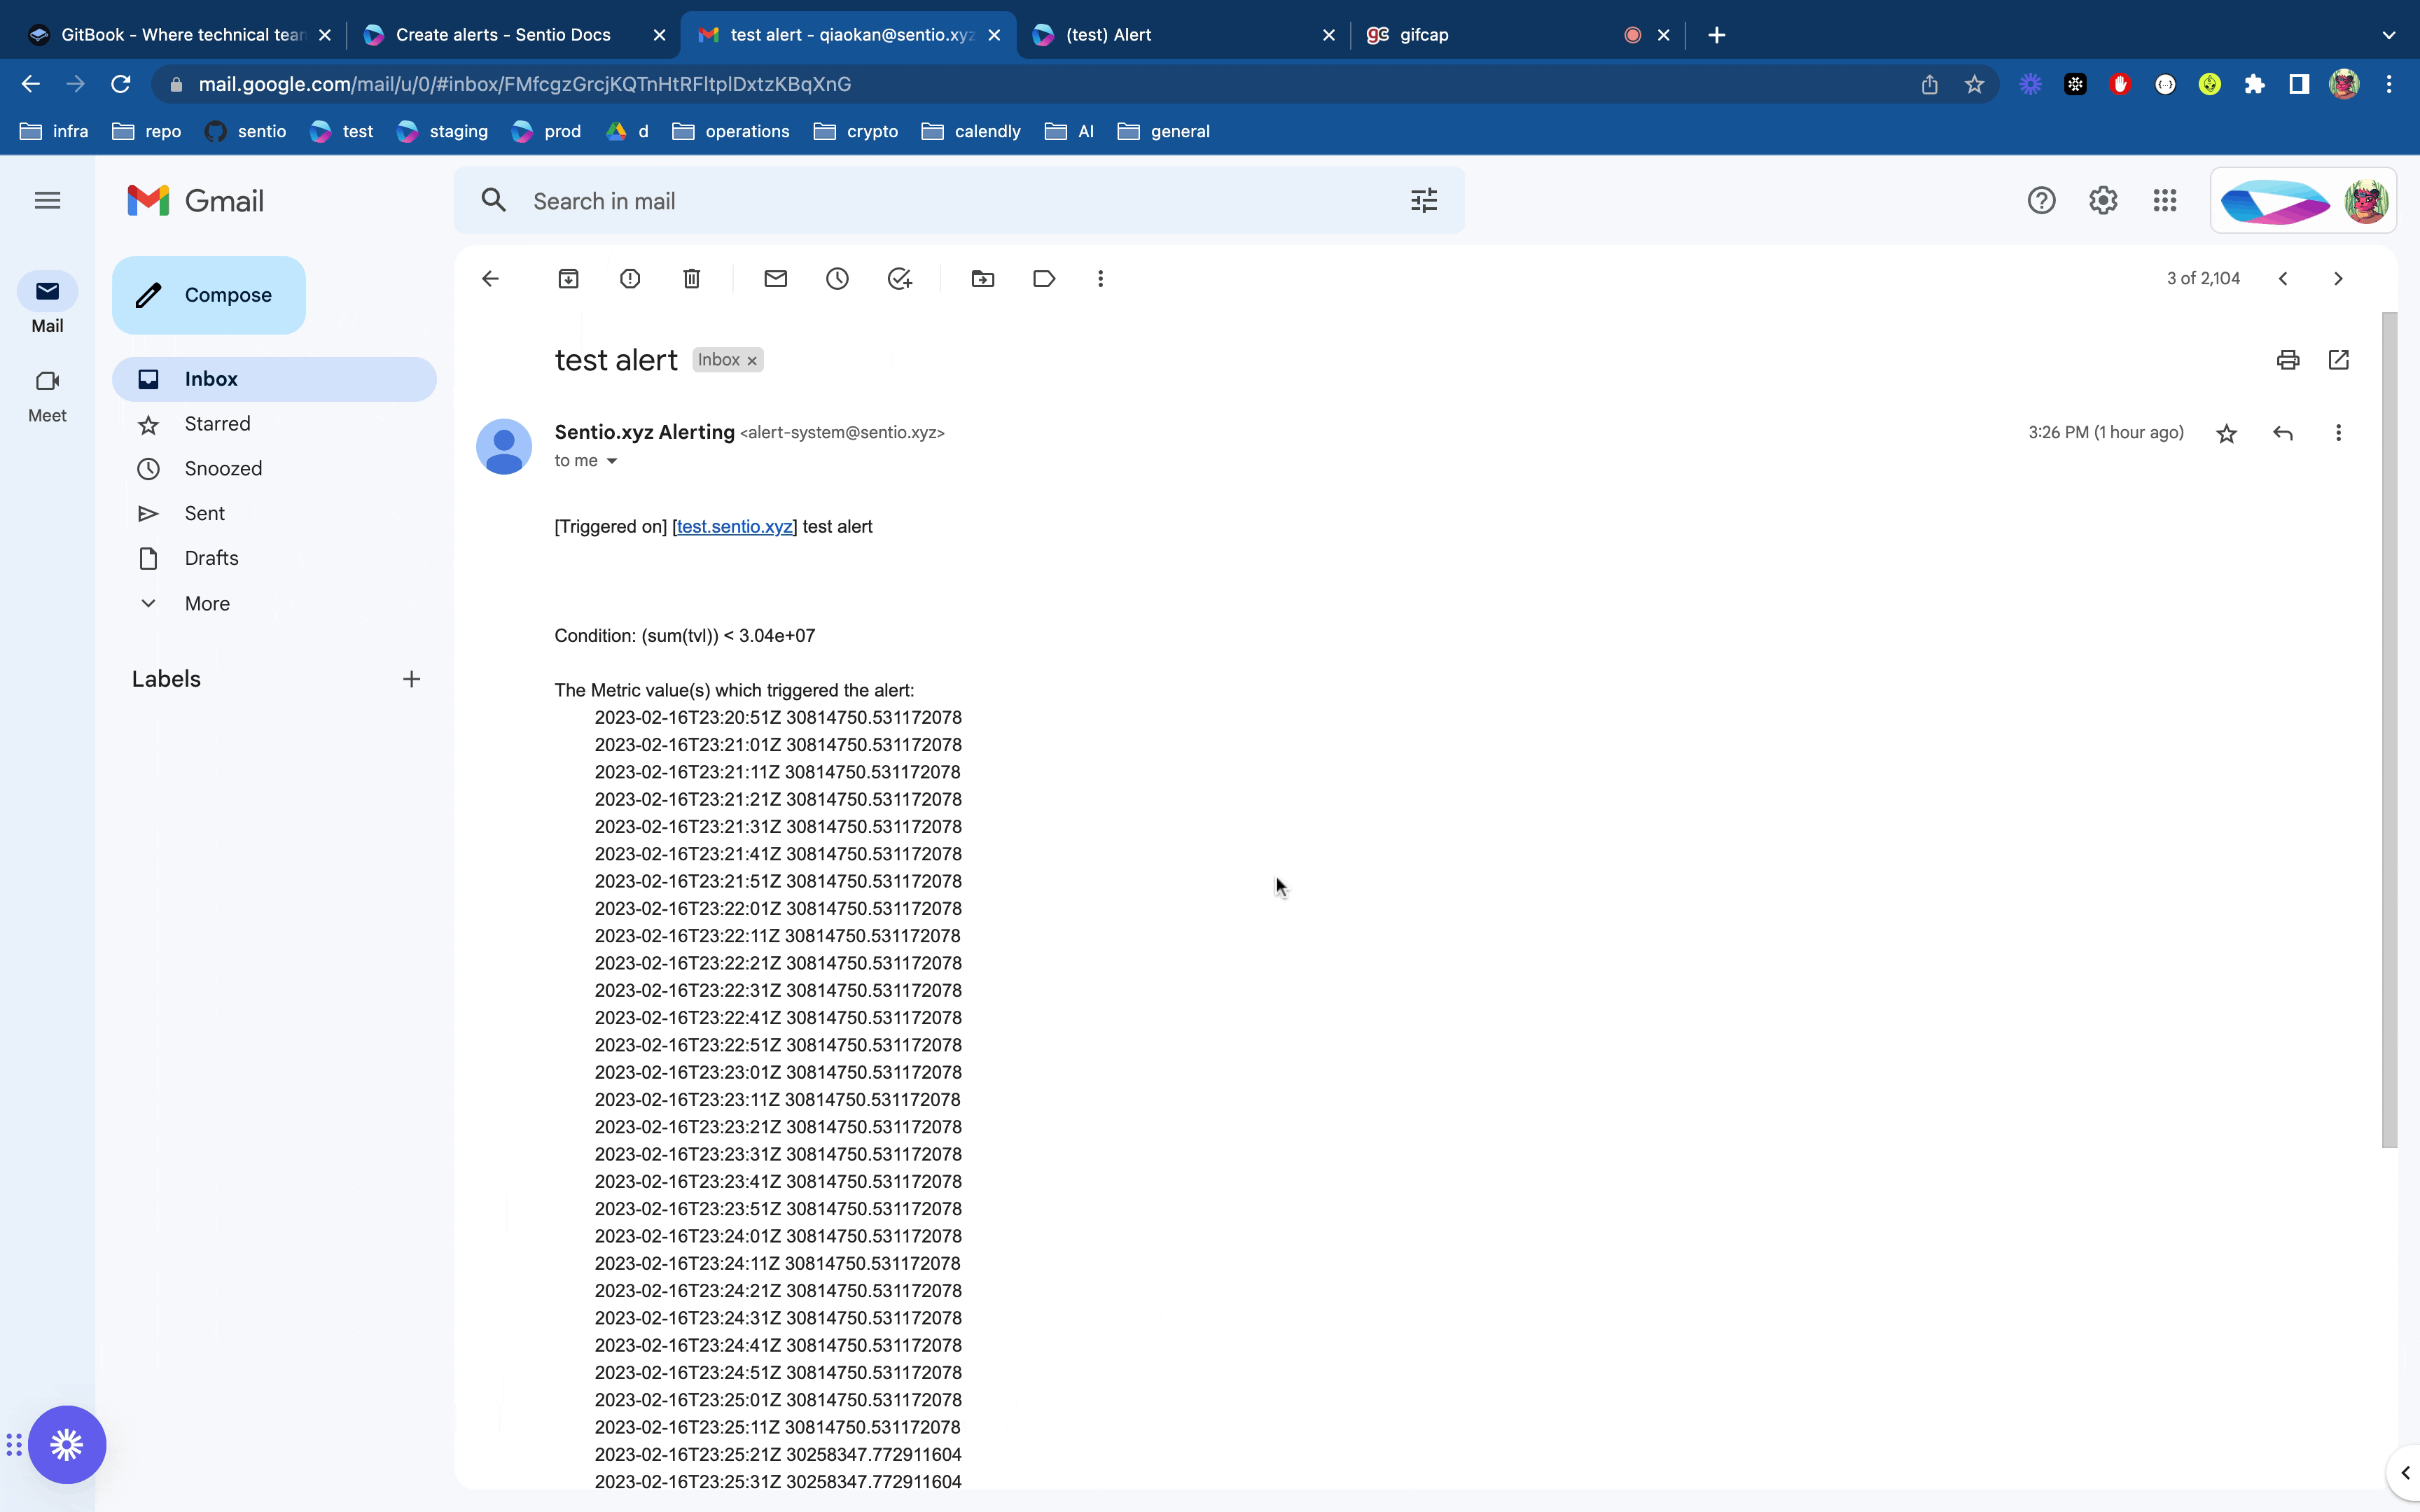 GitBook - Where technical tear
Create alerts - Sentio Docs
test alert - qiaokan@sentio.xyz
(test) Alert
gc gifcap
mail.google.com/mail/u/0/#inbox/FMfcgzGrcjKQTnHtRFltplDxtzKBqXnG
infra repo sentio test staging prod d operations crypto calendly AI general
Gmail
Search in mail
Mail
Meet
Compose
Inbox
Starred
Snoozed
Sent
Drafts
More
Labels
3 of 2,104
test alert Inbox
Sentio.xyz Alerting <alert-system@sentio.xyz>
3:26 PM (1 hour ago)
to me
[Triggered on] [test.sentio.xyz] test alert
Condition: (sum(tvl)) < 3.04e+07
The Metric value(s) which triggered the alert:
2023-02-16T23:20:51Z 30814750.531172078
2023-02-16T23:21:01Z 30814750.531172078
2023-02-16T23:21:11Z 30814750.531172078
2023-02-16T23:21:21Z 30814750.531172078
2023-02-16T23:21:31Z 30814750.531172078
2023-02-16T23:21:41Z 30814750.531172078
2023-02-16T23:21:51Z 30814750.531172078
2023-02-16T23:22:01Z 30814750.531172078
2023-02-16T23:22:11Z 30814750.531172078
2023-02-16T23:22:21Z 30814750.531172078
2023-02-16T23:22:31Z 30814750.531172078
2023-02-16T23:22:41Z 30814750.531172078
2023-02-16T23:22:51Z 30814750.531172078
2023-02-16T23:23:01Z 30814750.531172078
2023-02-16T23:23:11Z 30814750.531172078
2023-02-16T23:23:21Z 30814750.531172078
2023-02-16T23:23:31Z 30814750.531172078
2023-02-16T23:23:41Z 30814750.531172078
2023-02-16T23:23:51Z 30814750.531172078
2023-02-16T23:24:01Z 30814750.531172078
2023-02-16T23:24:11Z 30814750.531172078
2023-02-16T23:24:21Z 30814750.531172078
2023-02-16T23:24:31Z 30814750.531172078
2023-02-16T23:24:41Z 30814750.531172078
2023-02-16T23:24:51Z 30814750.531172078
2023-02-16T23:25:01Z 30814750.531172078
2023-02-16T23:25:11Z 30814750.531172078
2023-02-16T23:25:21Z 30258347.772911604
2023-02-16T23:25:31Z 30258347.772911604